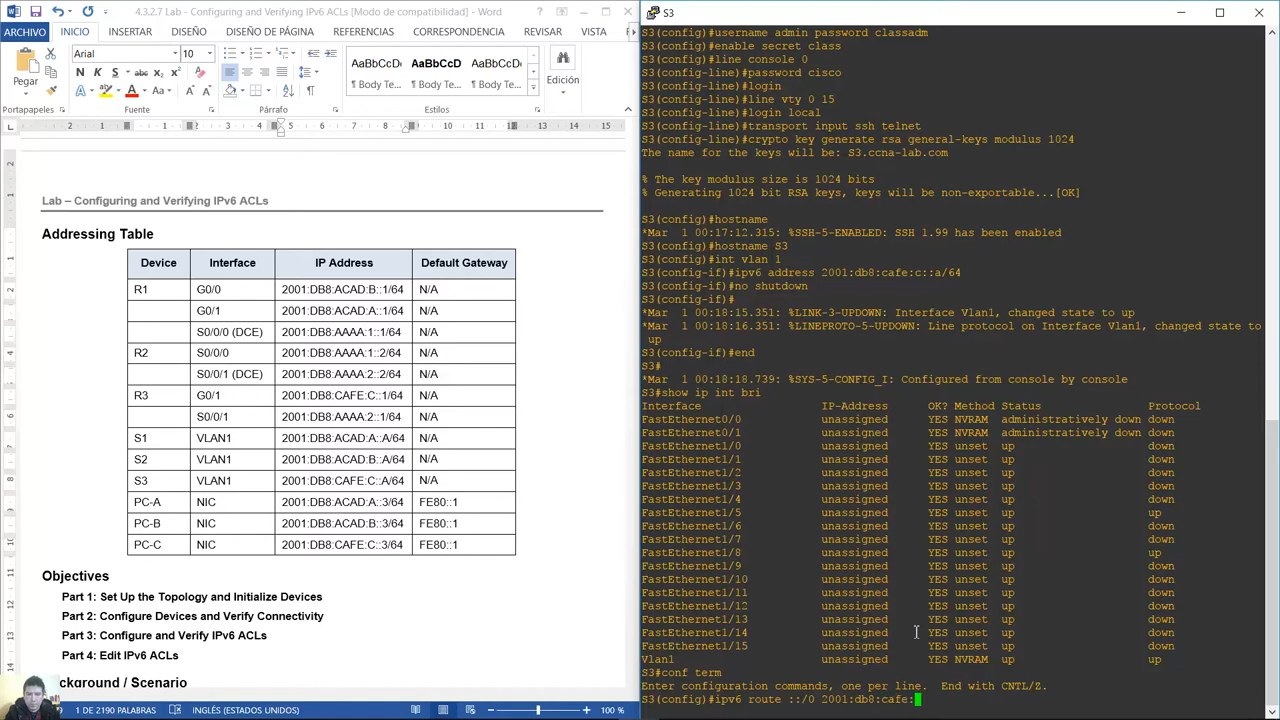 4.3.2.7 Lab - Configuring and Verifying IPv6 ACLs [Modo de compatibilidad] - Word
ARCHIVO INICIO INSERTAR DISEÑO DISEÑO DE PÁGINA REFERENCIAS CORRESPONDENCIA REVISAR VISTA
Pegar
Arial 10
N K S abc x₂ x²
AaBbCcD AaBbCcD AaBbCcD
¶ Body Te... ¶ Body Te... ¶ Body Te...
Edición
Portapapeles Fuente Párrafo Estilos
2 1 1 2 3 4 5 6 7 8 9 10 11 12 13 14 15
Lab – Configuring and Verifying IPv6 ACLs
Addressing Table
Device Interface IP Address Default Gateway
R1 G0/0 2001:DB8:ACAD:B::1/64 N/A
G0/1 2001:DB8:ACAD:A::1/64 N/A
S0/0/0 (DCE) 2001:DB8:AAAA:1::1/64 N/A
R2 S0/0/0 2001:DB8:AAAA:1::2/64 N/A
S0/0/1 (DCE) 2001:DB8:AAAA:2::2/64 N/A
R3 G0/1 2001:DB8:CAFE:C::1/64 N/A
S0/0/1 2001:DB8:AAAA:2::1/64 N/A
S1 VLAN1 2001:DB8:ACAD:A::A/64 N/A
S2 VLAN1 2001:DB8:ACAD:B::A/64 N/A
S3 VLAN1 2001:DB8:CAFE:C::A/64 N/A
PC-A NIC 2001:DB8:ACAD:A::3/64 FE80::1
PC-B NIC 2001:DB8:ACAD:B::3/64 FE80::1
PC-C NIC 2001:DB8:CAFE:C::3/64 FE80::1
Objectives
Part 1: Set Up the Topology and Initialize Devices
Part 2: Configure Devices and Verify Connectivity
Part 3: Configure and Verify IPv6 ACLs
Part 4: Edit IPv6 ACLs
Background / Scenario
1 DE 2190 PALABRAS INGLÉS (ESTADOS UNIDOS) 100 %
S3
S3(config)#username admin password classadm
S3(config)#enable secret class
S3(config)#line console 0
S3(config-line)#password cisco
S3(config-line)#login
S3(config-line)#line vty 0 15
S3(config-line)#login local
S3(config-line)#transport input ssh telnet
S3(config-line)#crypto key generate rsa general-keys modulus 1024
The name for the keys will be: S3.ccna-lab.com
% The key modulus size is 1024 bits
% Generating 1024 bit RSA keys, keys will be non-exportable...[OK]
S3(config)#hostname
*Mar 1 00:17:12.315: %SSH-5-ENABLED: SSH 1.99 has been enabled
S3(config)#hostname S3
S3(config)#int vlan 1
S3(config-if)#ipv6 address 2001:db8:cafe:c::a/64
S3(config-if)#no shutdown
S3(config-if)#
*Mar 1 00:18:15.351: %LINK-3-UPDOWN: Interface Vlan1, changed state to up
*Mar 1 00:18:16.351: %LINEPROTO-5-UPDOWN: Line protocol on Interface Vlan1, changed state to
up
S3(config-if)#end
S3#
*Mar 1 00:18:18.739: %SYS-5-CONFIG_I: Configured from console by console
S3#show ip int bri
Interface IP-Address OK? Method Status Protocol
FastEthernet0/0 unassigned YES NVRAM administratively down down
FastEthernet0/1 unassigned YES NVRAM administratively down down
FastEthernet1/0 unassigned YES unset up down
FastEthernet1/1 unassigned YES unset up down
FastEthernet1/2 unassigned YES unset up down
FastEthernet1/3 unassigned YES unset up down
FastEthernet1/4 unassigned YES unset up down
FastEthernet1/5 unassigned YES unset up up
FastEthernet1/6 unassigned YES unset up down
FastEthernet1/7 unassigned YES unset up down
FastEthernet1/8 unassigned YES unset up up
FastEthernet1/9 unassigned YES unset up down
FastEthernet1/10 unassigned YES unset up down
FastEthernet1/11 unassigned YES unset up down
FastEthernet1/12 unassigned YES unset up down
FastEthernet1/13 unassigned YES unset up down
FastEthernet1/14 unassigned YES unset up down
FastEthernet1/15 unassigned YES unset up down
Vlan1 unassigned YES NVRAM up up
S3#conf term
Enter configuration commands, one per line. End with CNTL/Z.
S3(config)#ipv6 route ::/0 2001:db8:cafe: